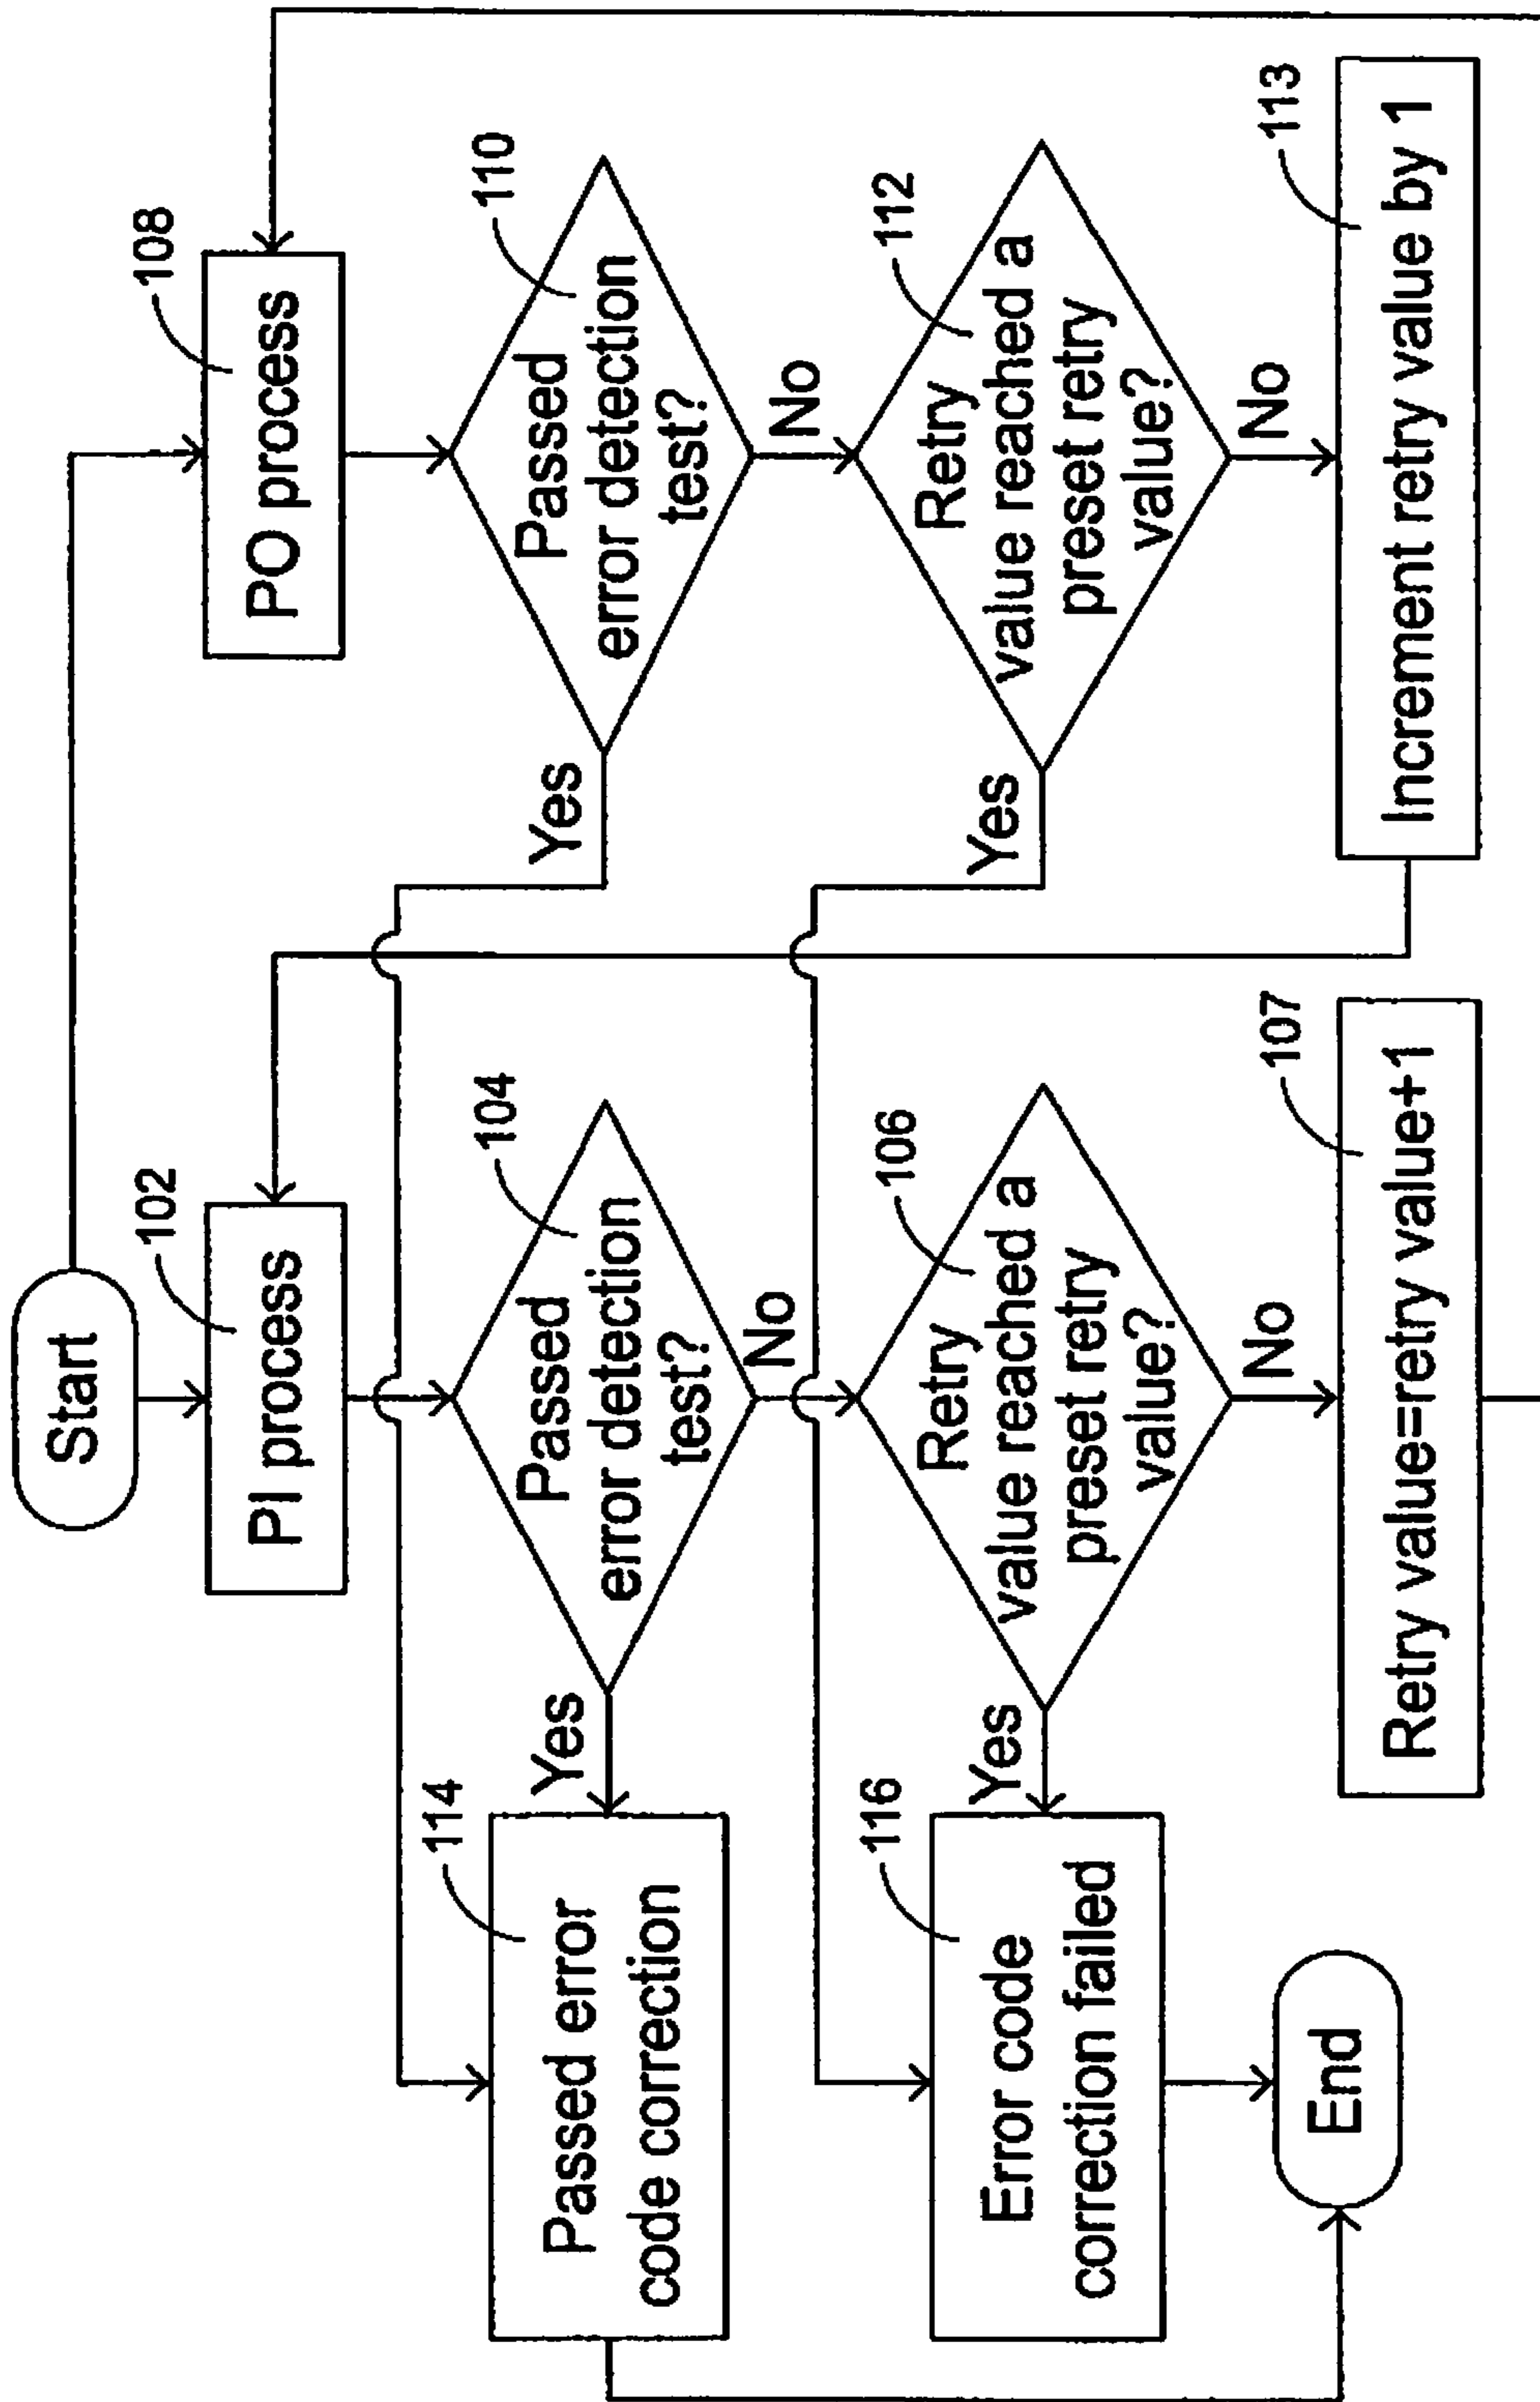 Start
102
PI process
108
PO process
114
Passed error
code correction
Yes
104
Passed
error detection
test?
No
Yes
110
Passed
error detection
test?
No
116
Error code
correction failed
Yes
106
Retry
value reached a
preset retry
value?
No
Yes
112
Retry
value reached a
preset retry
value?
No
End
107
Retry value=retry value+1
113
Increment retry value by 1